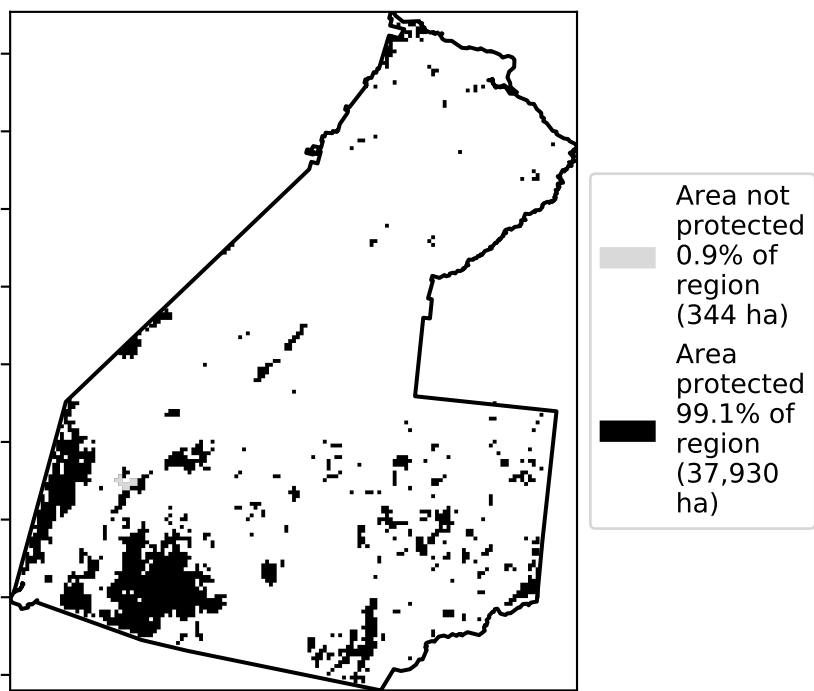 Area not
protected
0.9% of
region
(344 ha)
Area
protected
99.1% of
region
(37,930
ha)